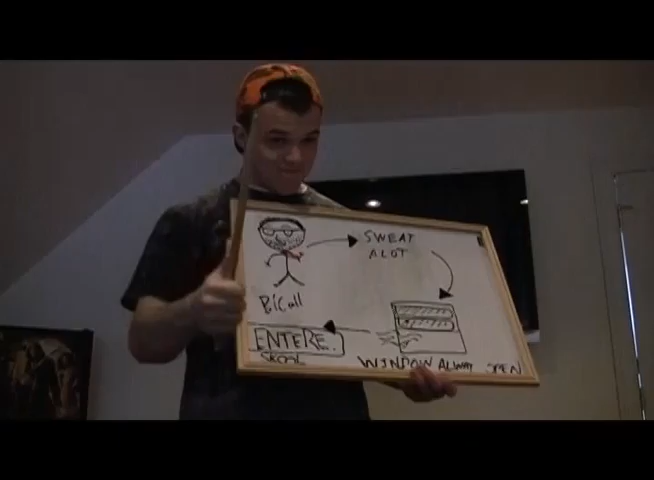 SWEAT
ALOT
BiCall
ENTERE.
SKOOL
WINDOW ALWAY OPEN